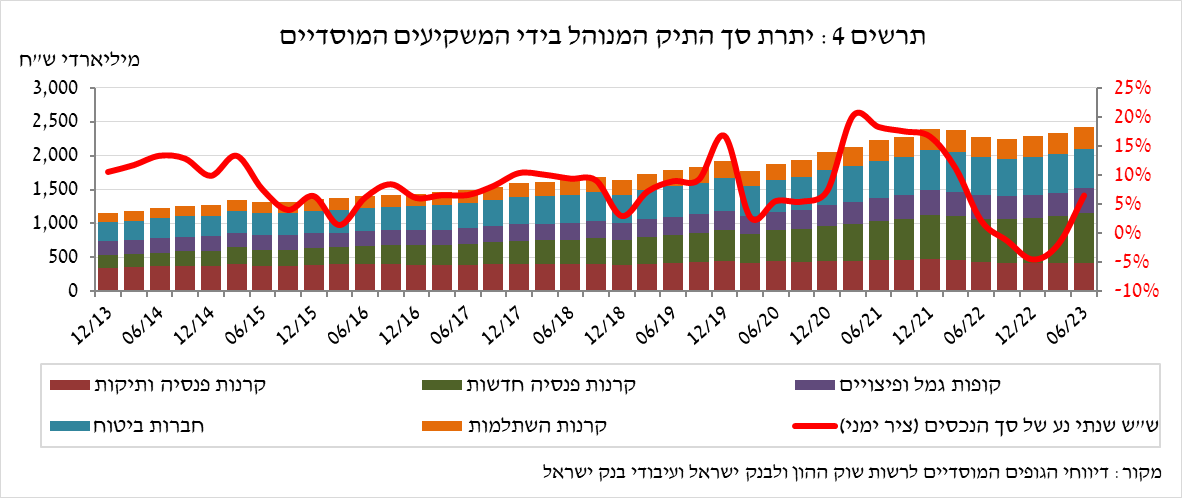 תרשים 4 : יתרת סך התיק המנוהל בידי המשקיעים המוסדיים
מיליארדי ש"ח
3,000
2,500
2,000
1,500
1,000
500
0
25%
20%
15%
10%
5%
0%
-5%
-10%
12/13 06/14 12/14 06/15 12/15 06/16 12/16 06/17 12/17 06/18 12/18 06/19 12/19 06/20 12/20 06/21 12/21 06/22 12/22 06/23
קופות גמל ופיצויים קרנות פנסיה חדשות קרנות פנסיה ותיקות
ש"ש שנתי נע של סך הנכסים (ציר ימני) קרנות השתלמות חברות ביטוח
מקור : דיווחי הגופים המוסדיים לרשות שוק ההון ולבנק ישראל ועיבודי בנק ישראל